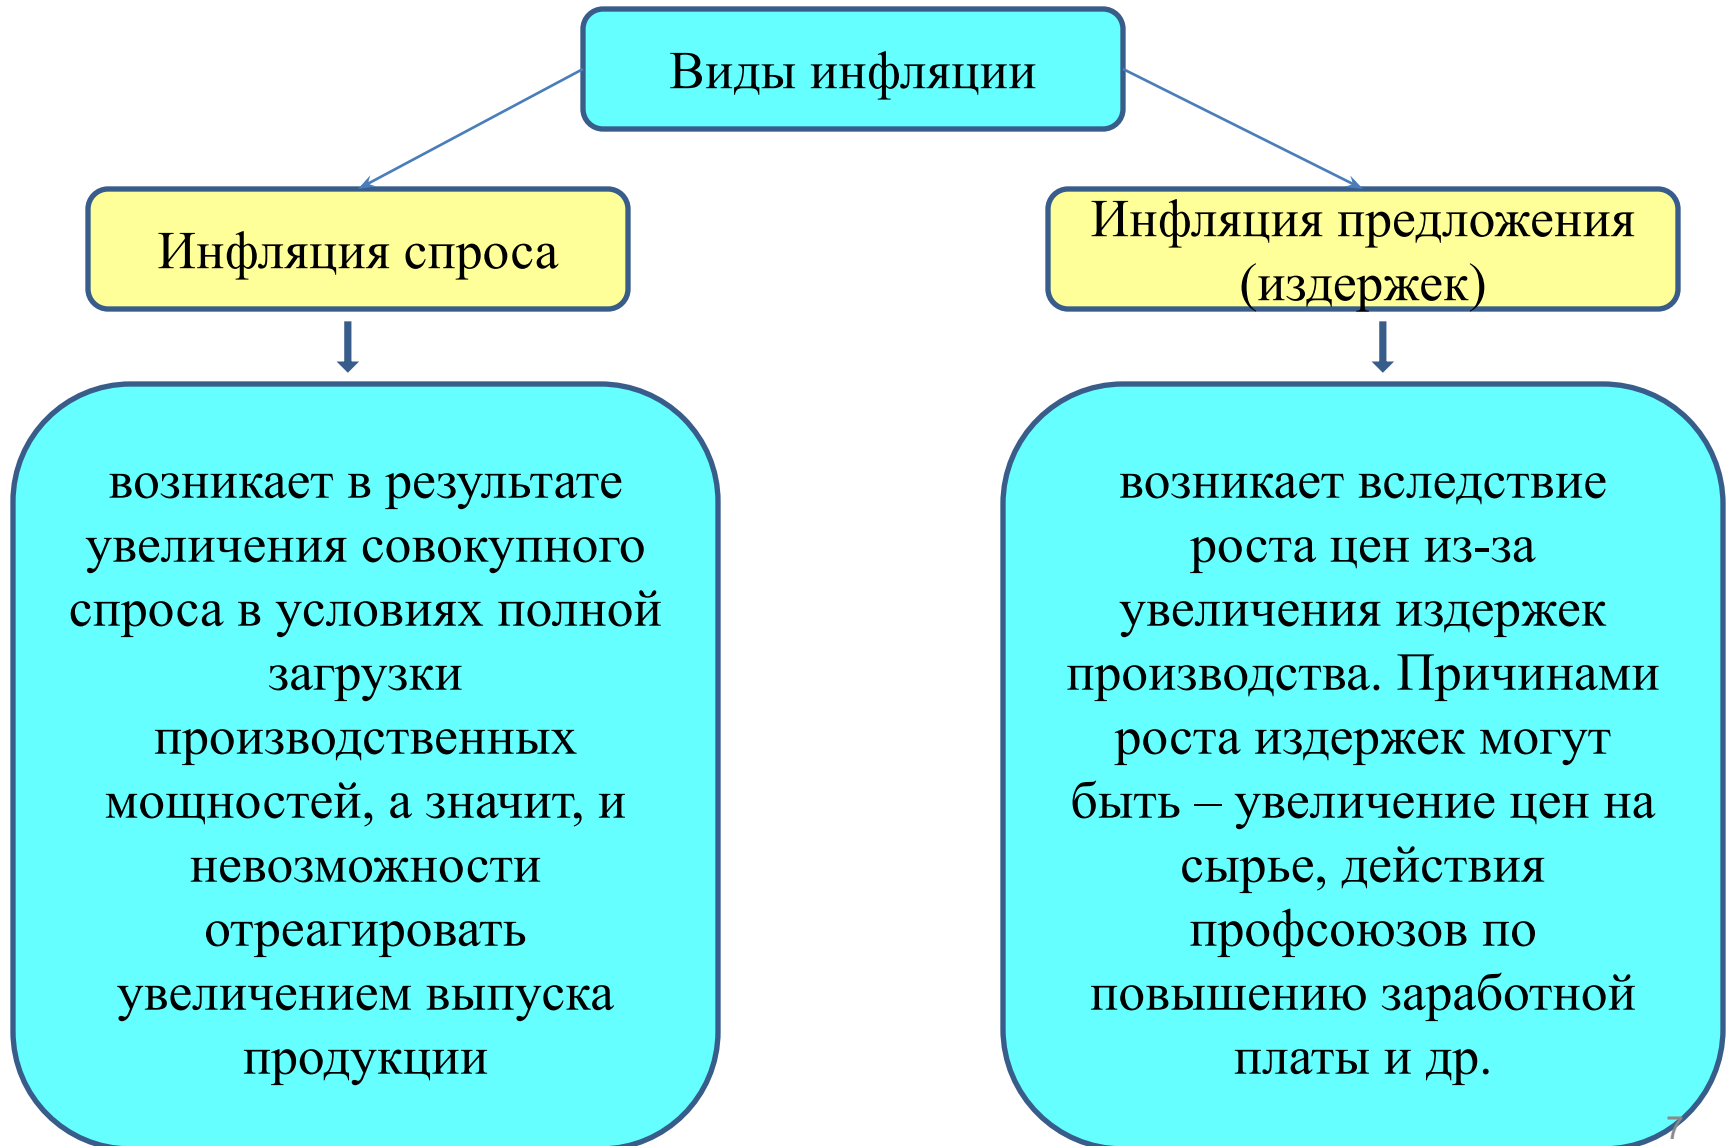 Виды инфляции
Инфляция спроса
Инфляция предложения
(издержек)
возникает в результате
увеличения совокупного
спроса в условиях полной
загрузки
производственных
мощностей, а значит, и
невозможности
отреагировать
увеличением выпуска
продукции
возникает вследствие
роста цен из-за
увеличения издержек
производства. Причинами
роста издержек могут
быть – увеличение цен на
сырье, действия
профсоюзов по
повышению заработной
платы и др.
7